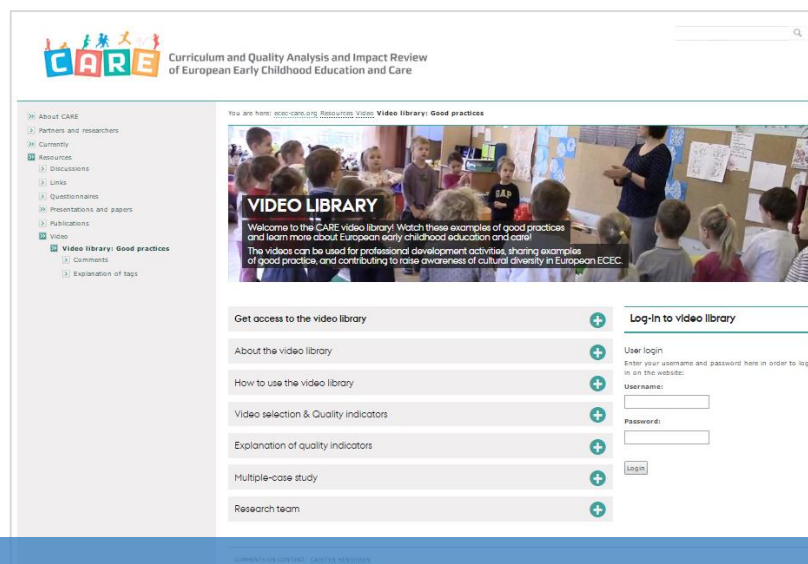 CARE
Curriculum and Quality Analysis and Impact Review
of European Early Childhood Education and Care
About CARE
Partners and researchers
Currently
Resources
Discussions
Links
Questionnaires
Presentations and papers
Publications
Video
Video library: Good practices
Comments
Explanation of tags
You are here: ecec-care.org Resources Video Video library: Good practices
GAP
VIDEO LIBRARY
Welcome to the CARE video library! Watch these examples of good practices
and learn more about European early childhood education and care!
The videos can be used for professional development activities, sharing examples
of good practice, and contributing to raise awareness of cultural diversity in European ECEC.
Get access to the video library
About the video library
How to use the video library
Video selection & Quality indicators
Explanation of quality indicators
Multiple-case study
Research team
Log-in to video library
User login
Enter your username and password here in order to log
in on the website:
Username:
Password:
Login